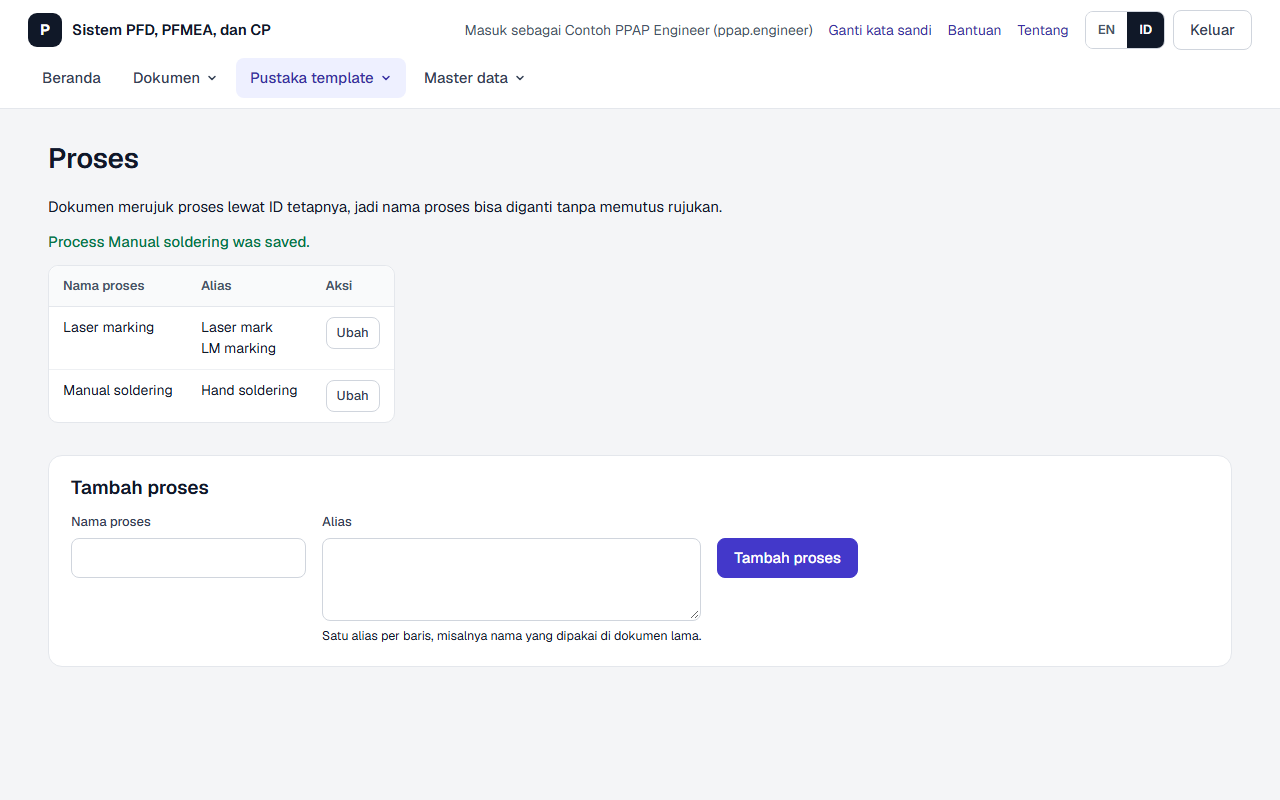 P Sistem PFD, PFMEA, dan CP Masuk sebagai Contoh PPAP Engineer (ppap.engineer) Ganti kata sandi Bantuan Tentang EN ID Keluar
Beranda Dokumen Pustaka template Master data
Proses
Dokumen merujuk proses lewat ID tetapnya, jadi nama proses bisa diganti tanpa memutus rujukan.
Process Manual soldering was saved.
Nama proses Alias Aksi
Laser marking Laser mark Ubah
LM marking
Manual soldering Hand soldering Ubah
Tambah proses
Nama proses Alias
Tambah proses
Satu alias per baris, misalnya nama yang dipakai di dokumen lama.